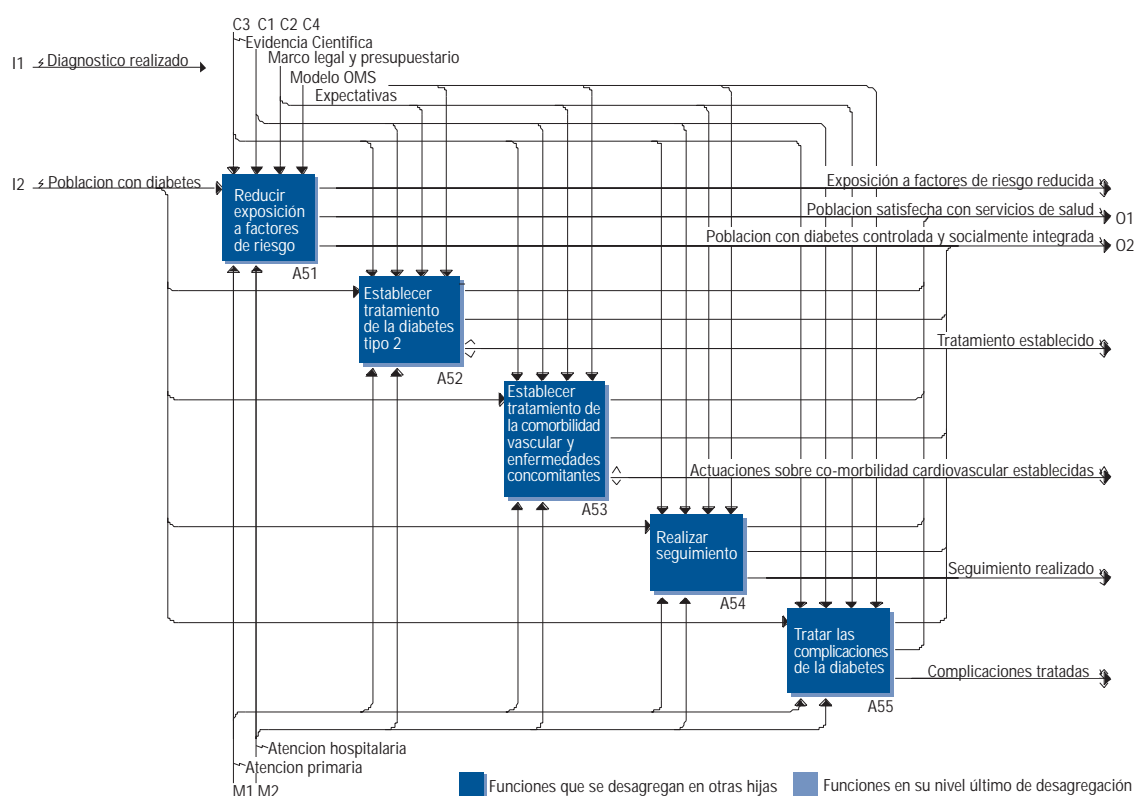 C3 C1 C2 C4
Evidencia Cientifica
Marco legal y presupuestario
I1 Diagnostico realizado
Modelo OMS
Expectativas
I2 Poblacion con diabetes
Reducir
exposición
a factores
de riesgo
A51
Exposición a factores de riesgo reducida
Poblacion satisfecha con servicios de salud O1
Poblacion con diabetes controlada y socialmente integrada O2
Establecer
tratamiento
de la diabetes
tipo 2
A52
Tratamiento establecido
Establecer
tratamiento de
la comorbilidad
vascular y
enfermedades
concomitantes
A53
Actuaciones sobre co-morbilidad cardiovascular establecidas
Realizar
seguimiento
A54
Seguimiento realizado
Tratar las
complicaciones
de la diabetes
A55
Complicaciones tratadas
Atencion hospitalaria
Atencion primaria
M1 M2
Funciones que se desagregan en otras hijas
Funciones en su nivel último de desagregación